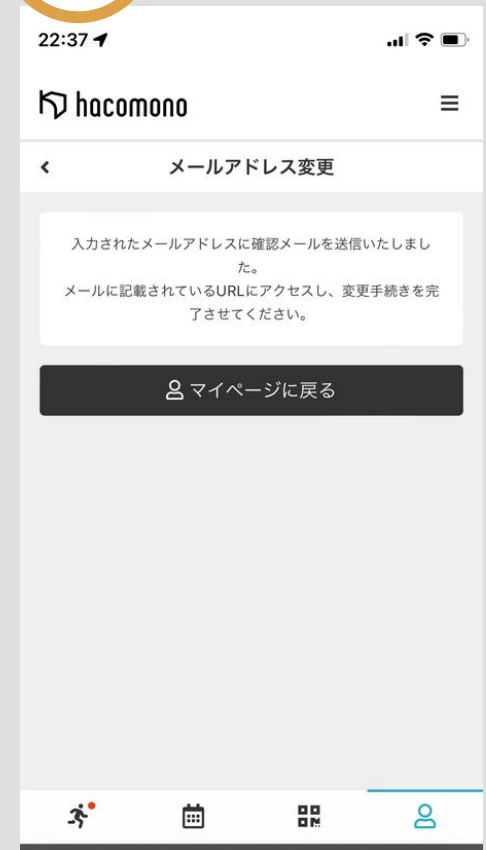 22:37
hacomono
メールアドレス変更
入力されたメールアドレスに確認メールを送信いたしまし
た。
メールに記載されているURLにアクセスし、変更手続きを完
了させてください。
マイページに戻る